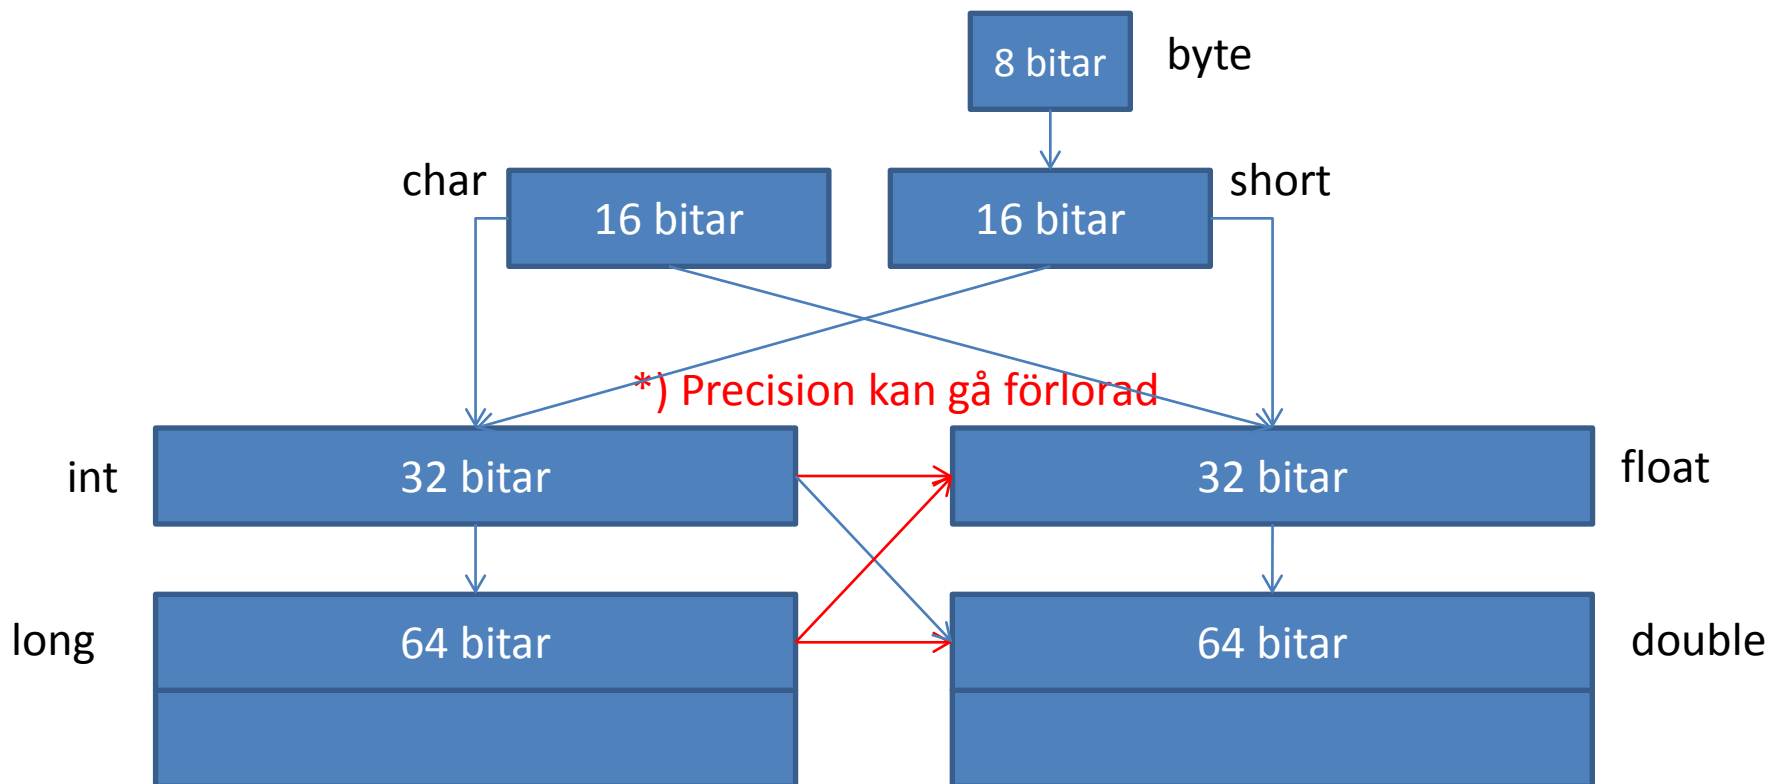 8 bitar byte
char 16 bitar 16 bitar short
*) Precision kan gå förlorad
int 32 bitar 32 bitar float
long 64 bitar 64 bitar double